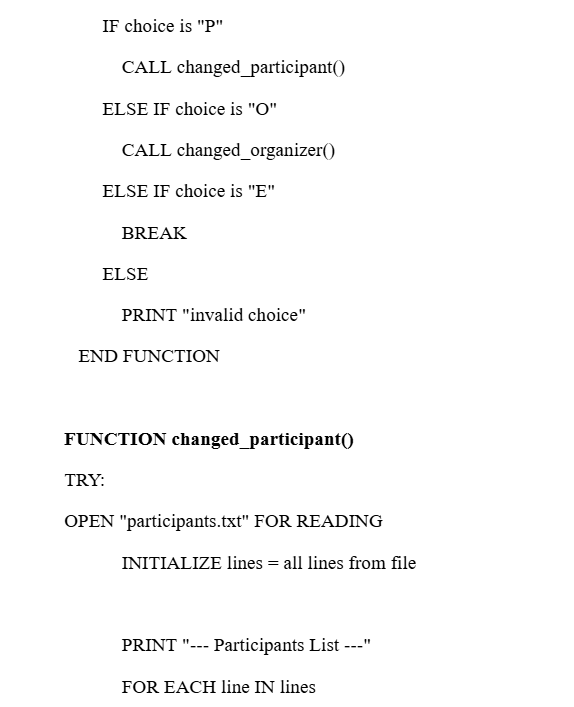 IF choice is "P"
CALL changed_participant()
ELSE IF choice is "O"
CALL changed_organizer()
ELSE IF choice is "E"
BREAK
ELSE
PRINT "invalid choice"
END FUNCTION
FUNCTION changed_participant()
TRY:
OPEN "participants.txt" FOR READING
INITIALIZE lines = all lines from file
PRINT "--- Participants List ---"
FOR EACH line IN lines